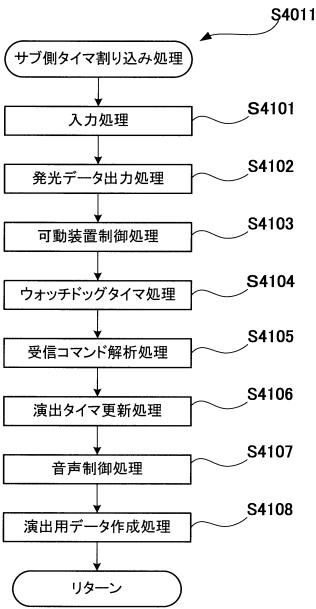 S4011
サブ側タイマ割り込み処理
入力処理
S4101
発光データ出力処理
S4102
可動装置制御処理
S4103
ウォッチドッグタイマ処理
S4104
受信コマンド解析処理
S4105
演出タイマ更新処理
S4106
音声制御処理
S4107
演出用データ作成処理
S4108
リターン